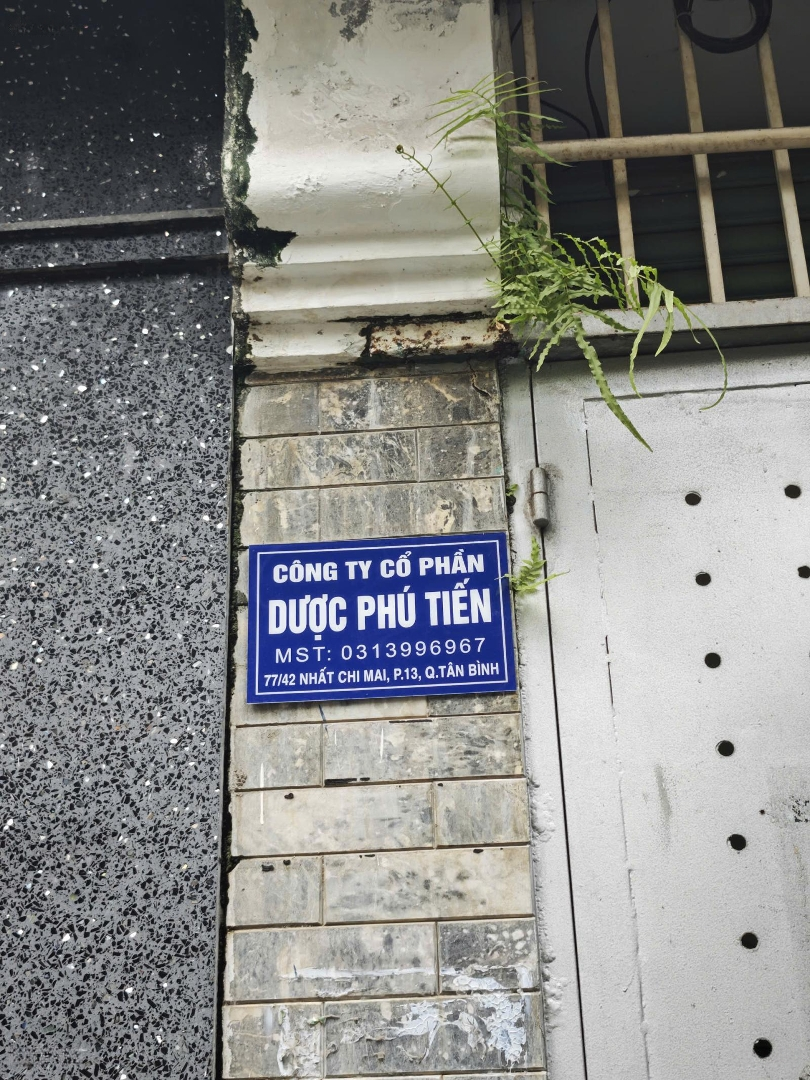 CÔNG TY CỔ PHẦN
DƯỢC PHÚ TIẾN
MST: 0313996967
77/42 NHẤT CHI MAI, P.13, Q.TÂN BÌNH